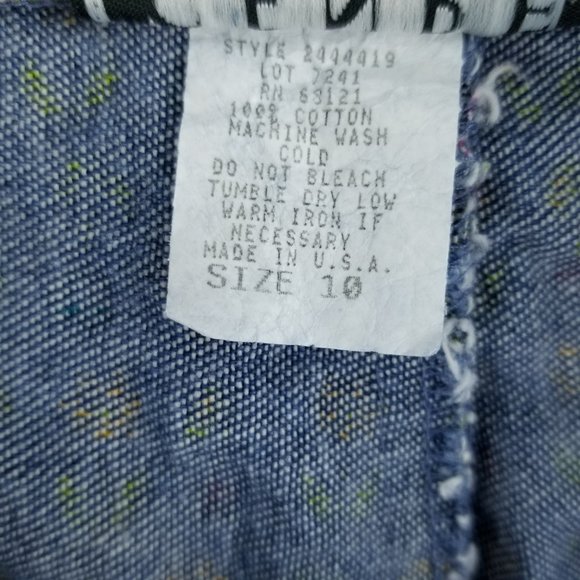 STYLE 2444419
LOT 7241
RN 63121
100% COTTON
MACHINE WASH
COLD
DO NOT BLEACH
TUMBLE DRY LOW
WARM IRON IF
NECESSARY
MADE IN U.S.A.
SIZE 10